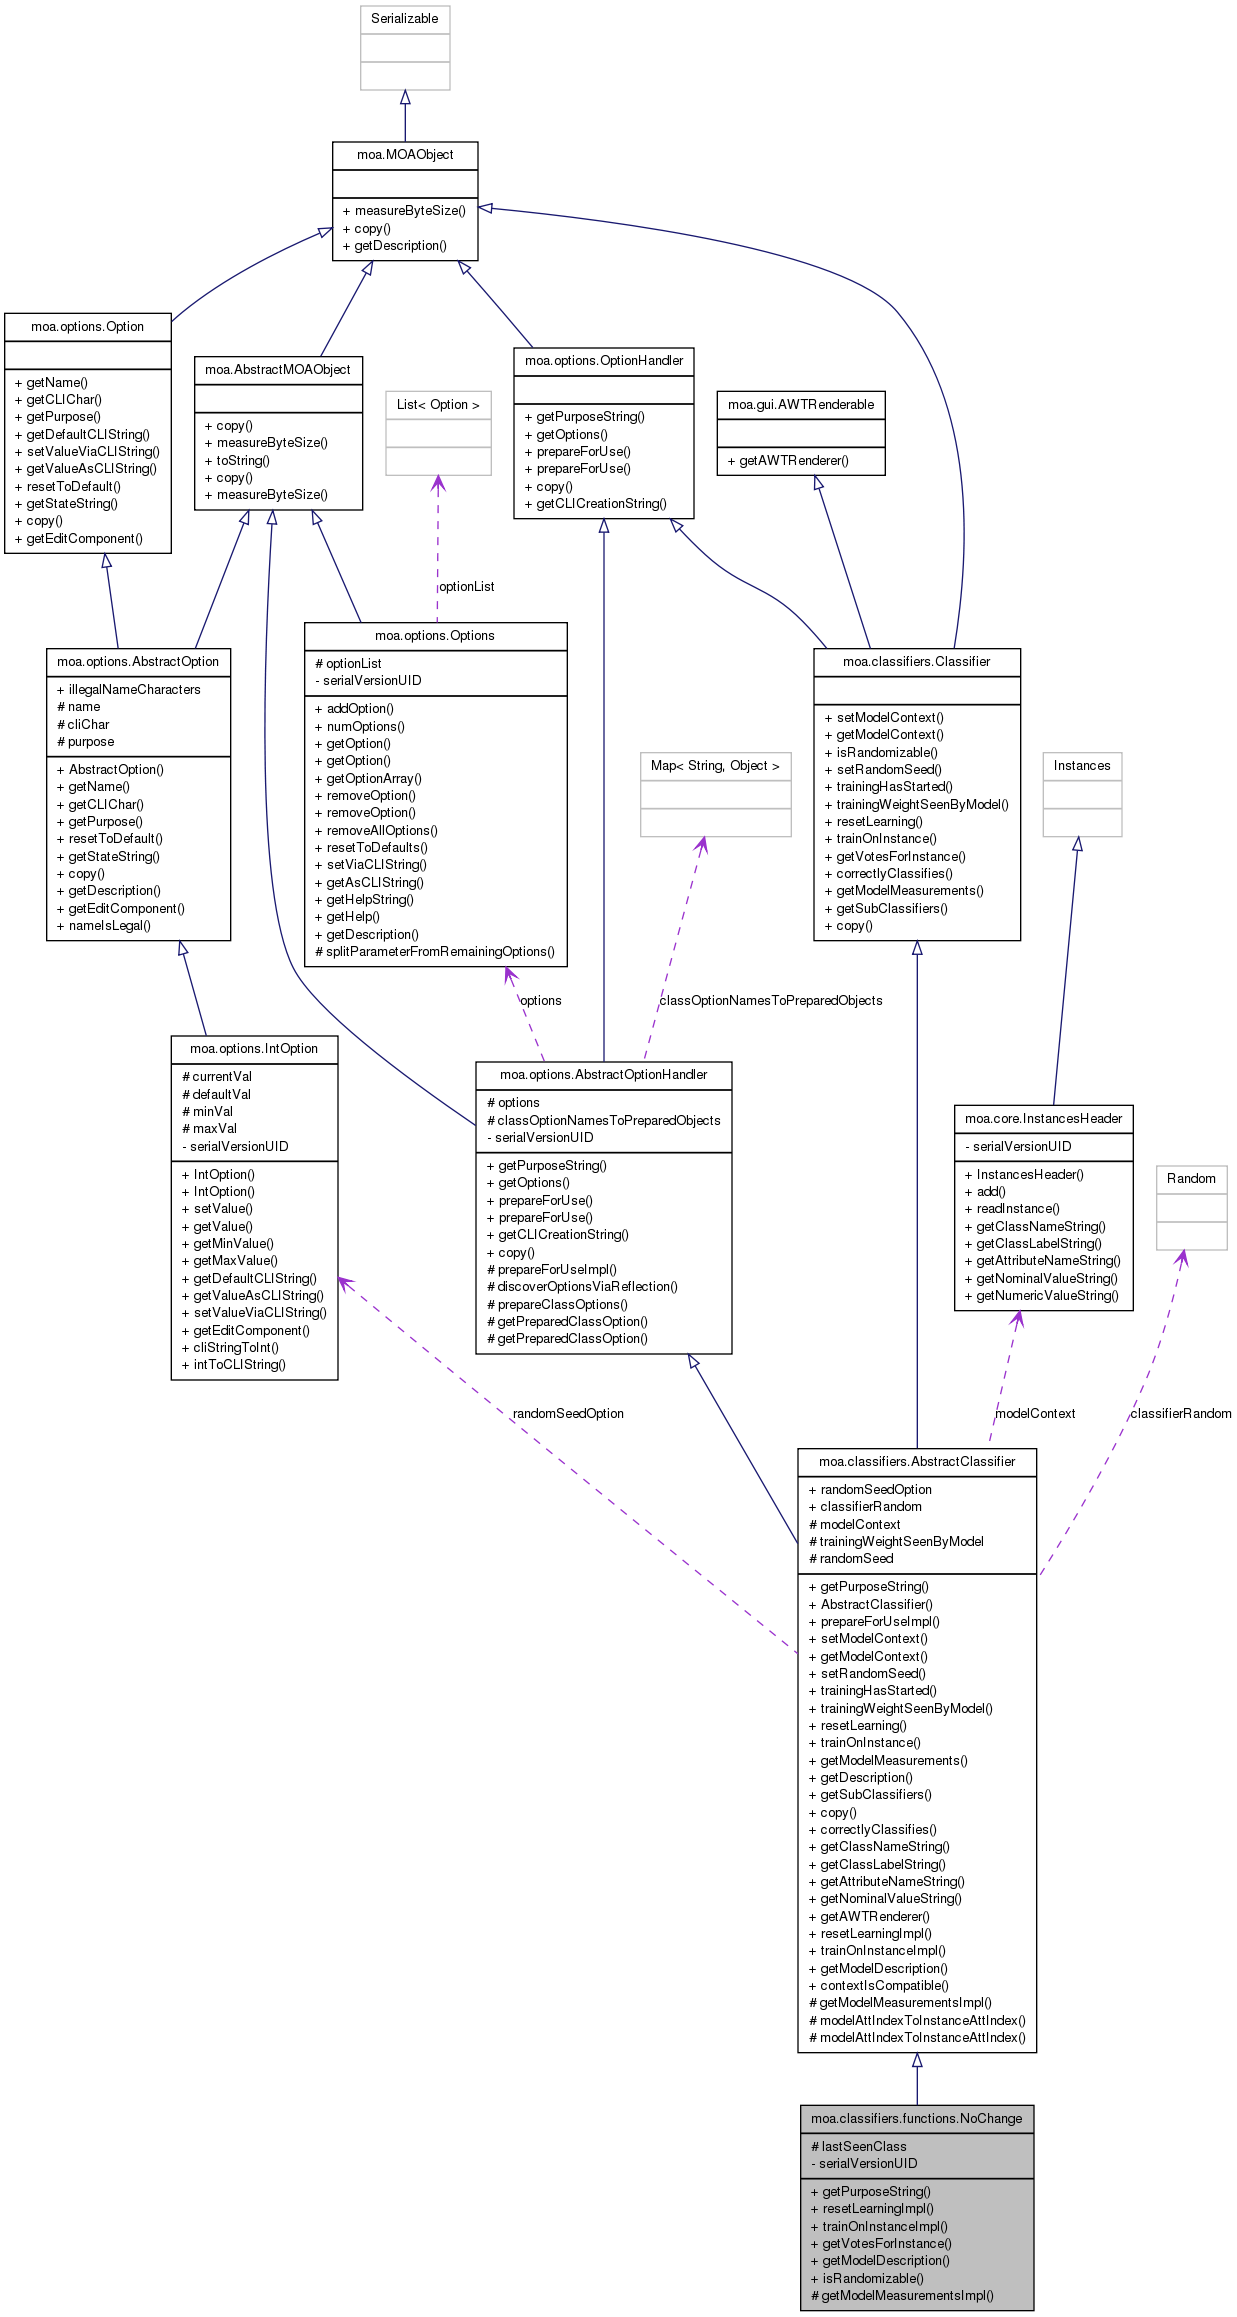 Serializable
moa.MOAObject
+ measureByteSize()
+ copy()
+ getDescription()
moa.options.Option
+ getName()
+ getCLIChar()
+ getPurpose()
+ getDefaultCLIString()
+ setValueViaCLIString()
+ getValueAsCLIString()
+ resetToDefault()
+ getStateString()
+ copy()
+ getEditComponent()
moa.AbstractMOAObject
+ copy()
+ measureByteSize()
+ toString()
+ copy()
+ measureByteSize()
List< Option >
moa.options.OptionHandler
+ getPurposeString()
+ getOptions()
+ prepareForUse()
+ prepareForUse()
+ copy()
+ getCLICreationString()
moa.gui.AWTRenderable
+ getAWTRenderer()
optionList
moa.options.AbstractOption
+ illegalNameCharacters
# name
# cliChar
# purpose
+ AbstractOption()
+ getName()
+ getCLIChar()
+ getPurpose()
+ resetToDefault()
+ getStateString()
+ copy()
+ getDescription()
+ getEditComponent()
+ nameIsLegal()
moa.options.Options
# optionList
- serialVersionUID
+ addOption()
+ numOptions()
+ getOption()
+ getOption()
+ getOptionArray()
+ removeOption()
+ removeOption()
+ removeAllOptions()
+ resetToDefaults()
+ setViaCLIString()
+ getAsCLIString()
+ getHelpString()
+ getHelp()
+ getDescription()
# splitParameterFromRemainingOptions()
Map< String, Object >
moa.classifiers.Classifier
+ setModelContext()
+ getModelContext()
+ isRandomizable()
+ setRandomSeed()
+ trainingHasStarted()
+ trainingWeightSeenByModel()
+ resetLearning()
+ trainOnInstance()
+ getVotesForInstance()
+ correctlyClassifies()
+ getModelMeasurements()
+ getSubClassifiers()
+ copy()
Instances
options
classOptionNamesToPreparedObjects
moa.options.IntOption
# currentVal
# defaultVal
# minVal
# maxVal
- serialVersionUID
+ IntOption()
+ IntOption()
+ setValue()
+ getValue()
+ getMinValue()
+ getMaxValue()
+ getDefaultCLIString()
+ getValueAsCLIString()
+ setValueViaCLIString()
+ getEditComponent()
+ cliStringToInt()
+ intToCLIString()
moa.options.AbstractOptionHandler
# options
# classOptionNamesToPreparedObjects
- serialVersionUID
+ getPurposeString()
+ getOptions()
+ prepareForUse()
+ prepareForUse()
+ getCLICreationString()
+ copy()
# prepareForUseImpl()
# discoverOptionsViaReflection()
# prepareClassOptions()
# getPreparedClassOption()
# getPreparedClassOption()
moa.core.InstancesHeader
- serialVersionUID
+ InstancesHeader()
+ add()
+ readInstance()
+ getClassNameString()
+ getClassLabelString()
+ getAttributeNameString()
+ getNominalValueString()
+ getNumericValueString()
Random
randomSeedOption
modelContext
classifierRandom
moa.classifiers.AbstractClassifier
+ randomSeedOption
+ classifierRandom
# modelContext
# trainingWeightSeenByModel
# randomSeed
+ getPurposeString()
+ AbstractClassifier()
+ prepareForUseImpl()
+ setModelContext()
+ getModelContext()
+ setRandomSeed()
+ trainingHasStarted()
+ trainingWeightSeenByModel()
+ resetLearning()
+ trainOnInstance()
+ getModelMeasurements()
+ getDescription()
+ getSubClassifiers()
+ copy()
+ correctlyClassifies()
+ getClassNameString()
+ getClassLabelString()
+ getAttributeNameString()
+ getNominalValueString()
+ getAWTRenderer()
+ resetLearningImpl()
+ trainOnInstanceImpl()
+ getModelDescription()
+ contextIsCompatible()
# getModelMeasurementsImpl()
# modelAttIndexToInstanceAttIndex()
# modelAttIndexToInstanceAttIndex()
moa.classifiers.functions.NoChange
# lastSeenClass
- serialVersionUID
+ getPurposeString()
+ resetLearningImpl()
+ trainOnInstanceImpl()
+ getVotesForInstance()
+ getModelDescription()
+ isRandomizable()
# getModelMeasurementsImpl()